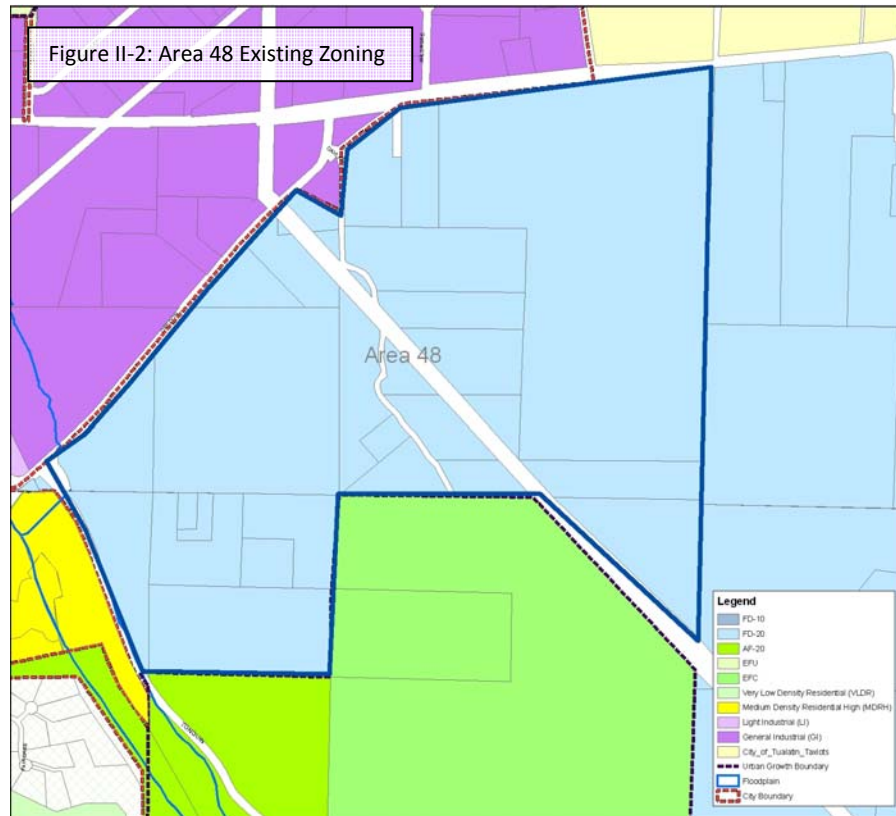 Figure II-2: Area 48 Existing Zoning
Area 48
TONQUIN
Legend
FD-10
FD-20
AF-20
EFU
EFC
Very Low Density Residential (VLDR)
Medium Density Residential High (MDRH)
Light Industrial (LI)
General Industrial (GI)
City_of_Tualatin_Taxlots
Urban Growth Boundary
Floodplain
City Boundary